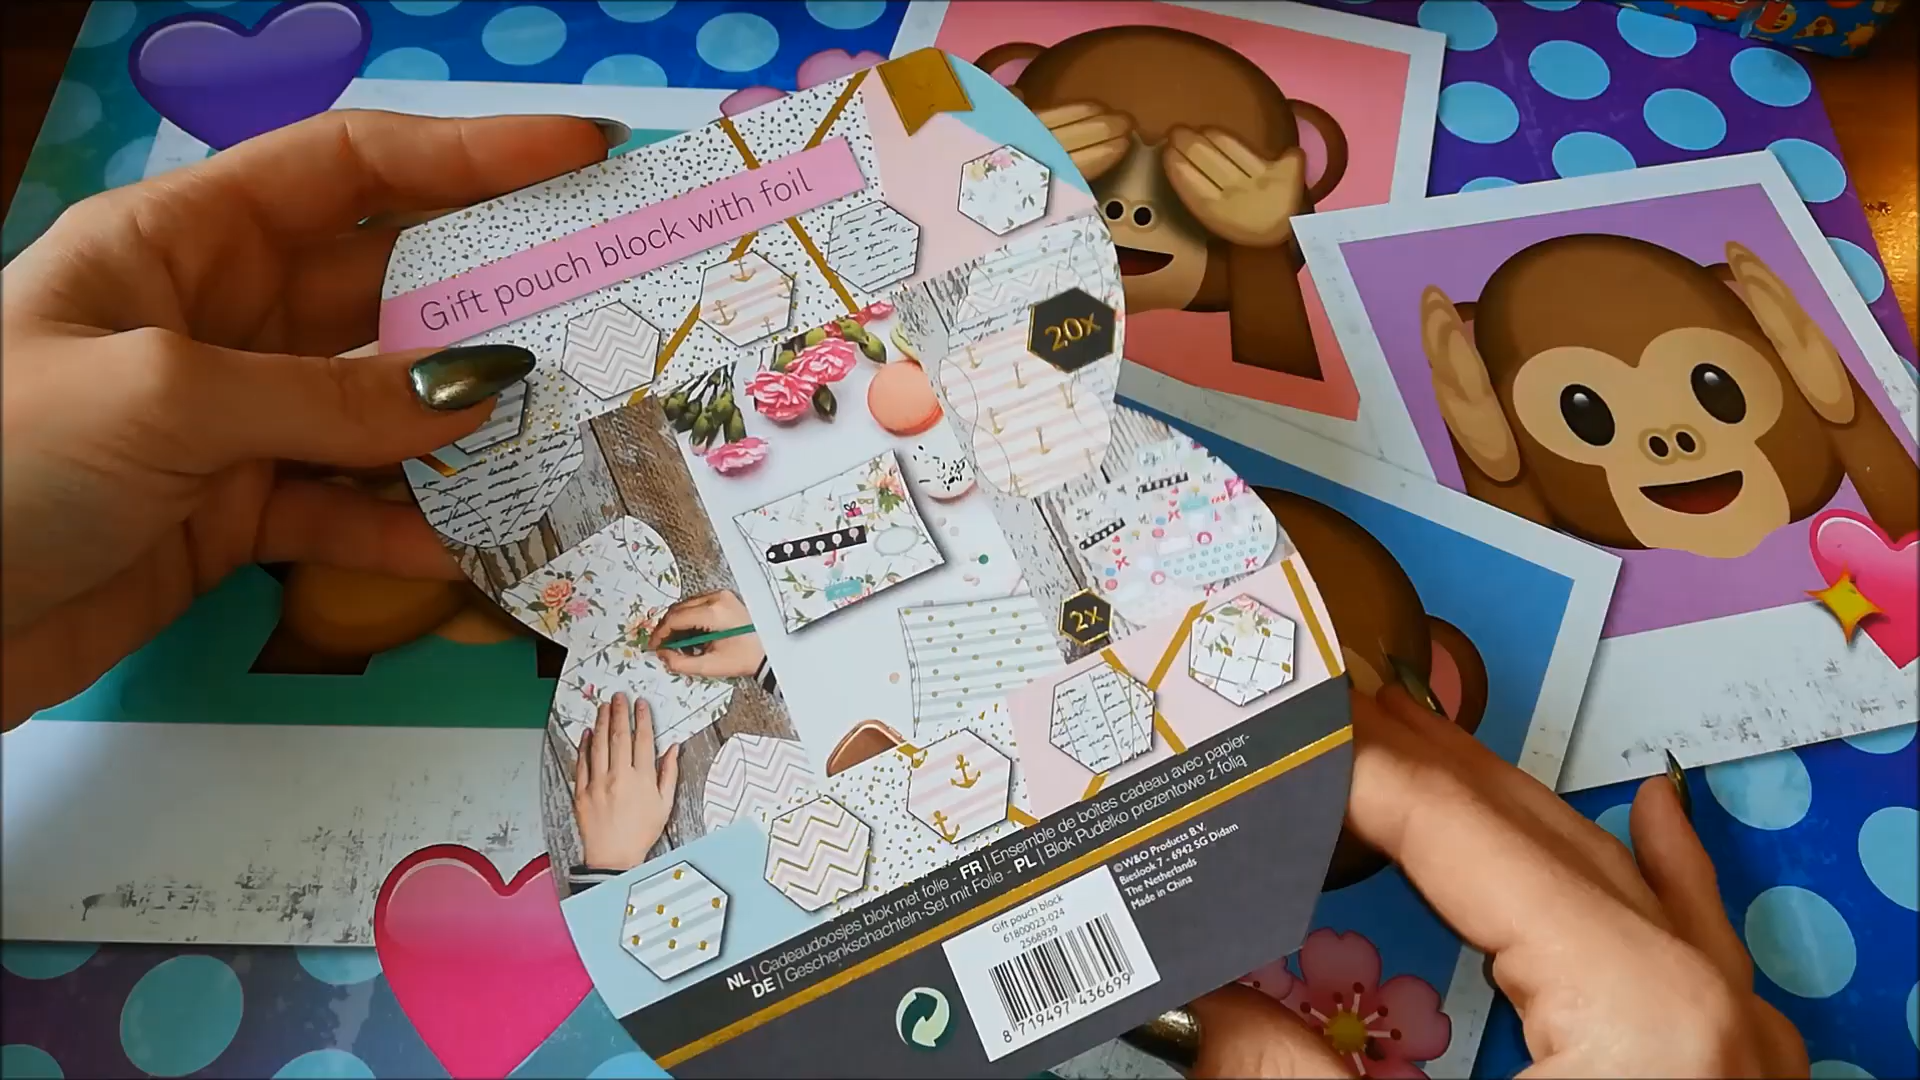 Gift pouch block with foil
20x
2x
NL | Cadeaudoosjes blok met folie - FR | Ensemble de boîtes cadeau avec papier-
DE | Geschenkschachteln-Set mit Folie - PL | Blok Pudelko prezentowe z folią
©W&O Products B.V.
Bieslook 7 - 6942 SG Didam
The Netherlands
Made in China
Gift pouch block
61800023-024
2568939
8 719497 436699